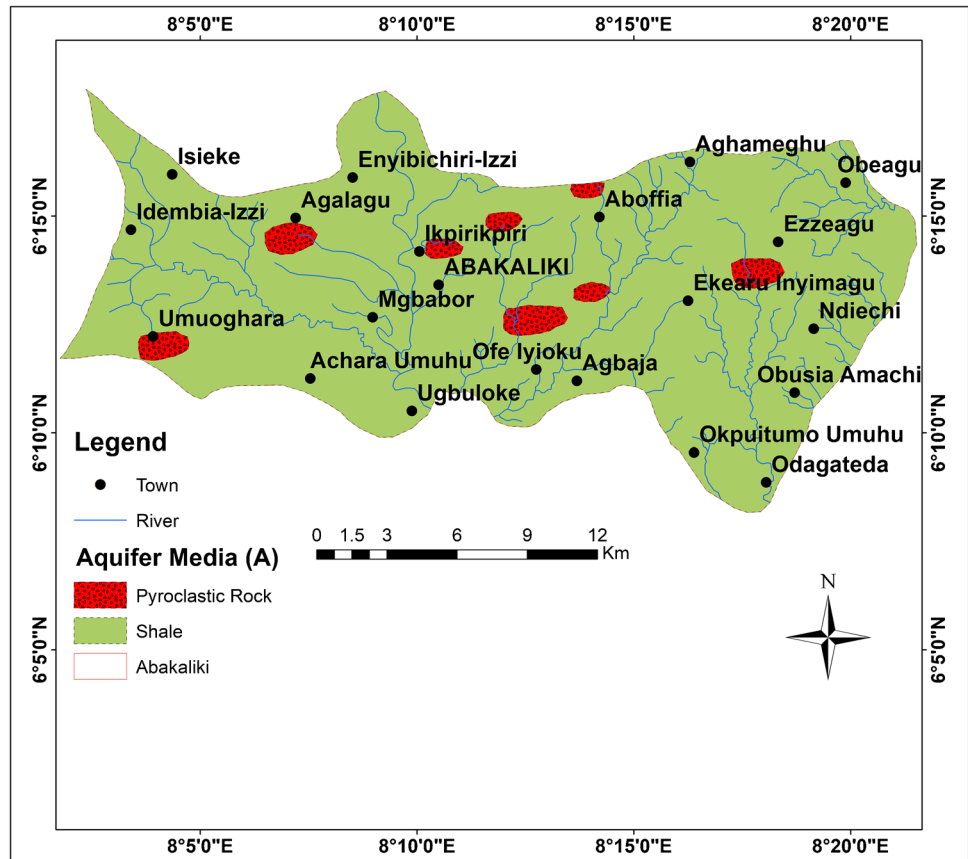 8°5'0"E 8°10'0"E 8°15'0"E 8°20'0"E
Aghameghu
Isieke
Enyibichiri-Izzi
Obeagu
6°15'0"N
6°15'0"N
Agalagu
Aboffia
Idembia-Izzi
Ezzeagu
Ikpirikpiri
ABAKALIKI
Ekearu Inyimagu
Mgbabor
Ndiechi
Umuoghara
Ofe Iyioku
Achara Umuhu
Agbaja
Obusia Amachi
Ugbuloke
6°10'0"N
6°10'0"N
Okpuitumo Umuhu
Odagateda
Legend
Town
River
Aquifer Media (A)
Pyroclastic Rock
Shale
Abakaliki
0 1.5 3 6 9 12
Km
N
6°5'0"N
6°5'0"N
8°5'0"E 8°10'0"E 8°15'0"E 8°20'0"E